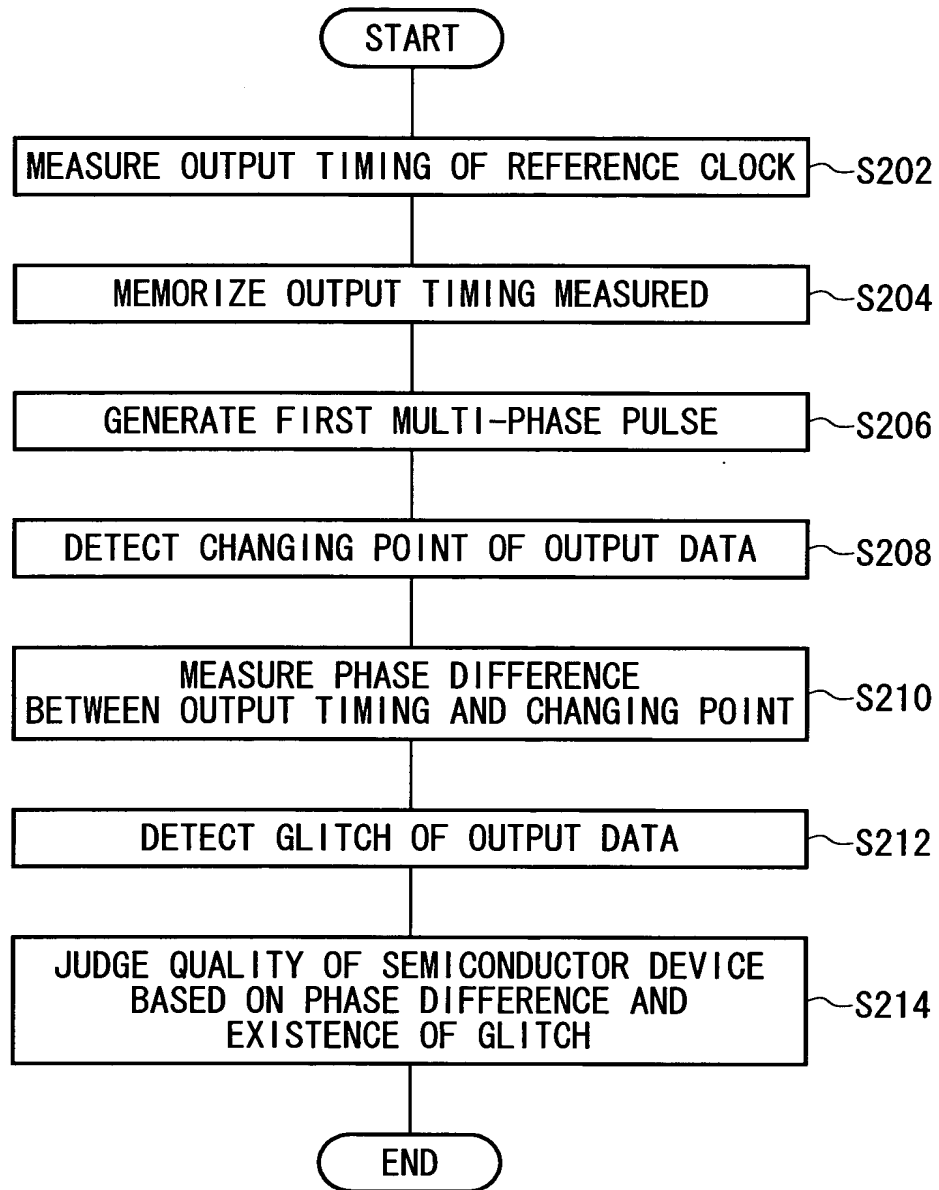 START
MEASURE OUTPUT TIMING OF REFERENCE CLOCK
S202
MEMORIZE OUTPUT TIMING MEASURED
S204
GENERATE FIRST MULTI-PHASE PULSE
S206
DETECT CHANGING POINT OF OUTPUT DATA
S208
MEASURE PHASE DIFFERENCE
BETWEEN OUTPUT TIMING AND CHANGING POINT
S210
DETECT GLITCH OF OUTPUT DATA
S212
JUDGE QUALITY OF SEMICONDUCTOR DEVICE
BASED ON PHASE DIFFERENCE AND
EXISTENCE OF GLITCH
S214
END